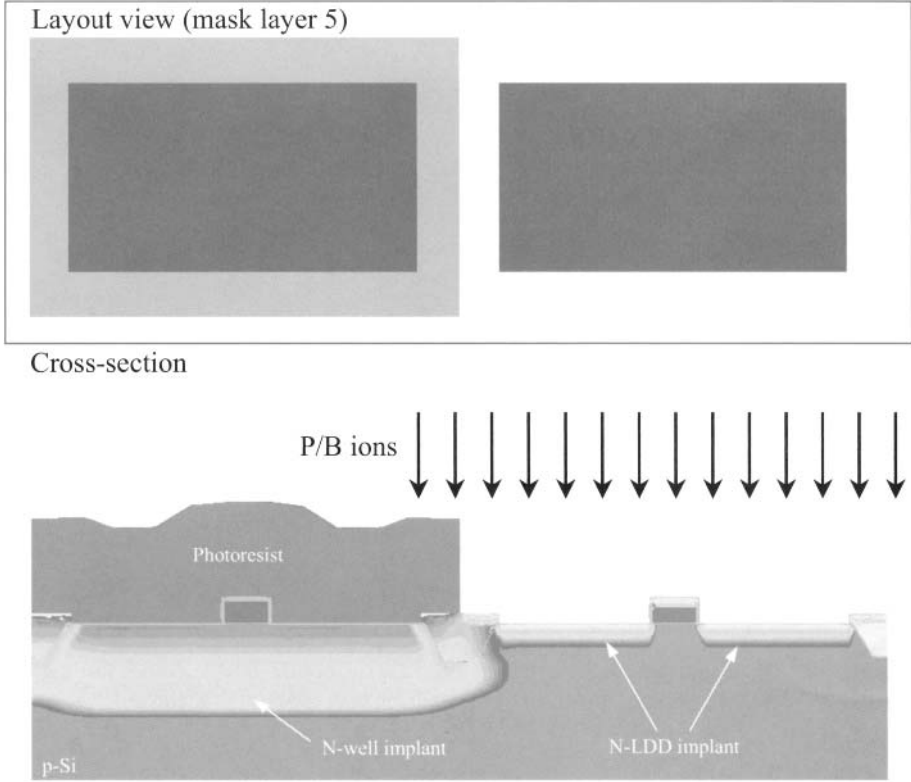 Layout view (mask layer 5)
Cross-section
P/B ions
Photoresist
N-well implant
N-LDD implant
p-Si